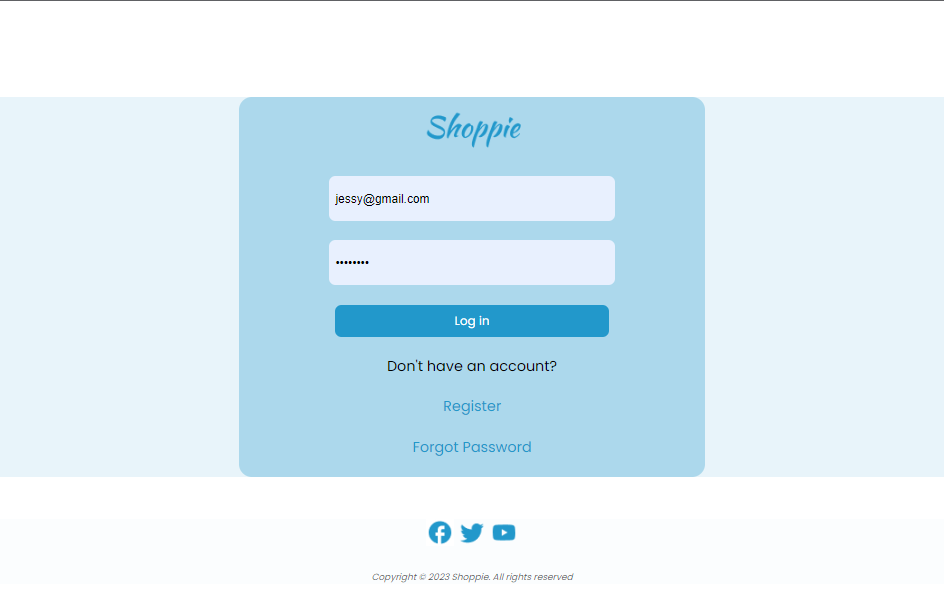 Shoppie
jessy@gmail.com
••••••••
Log in
Don't have an account?
Register
Forgot Password
Copyright © 2023 Shoppie. All rights reserved